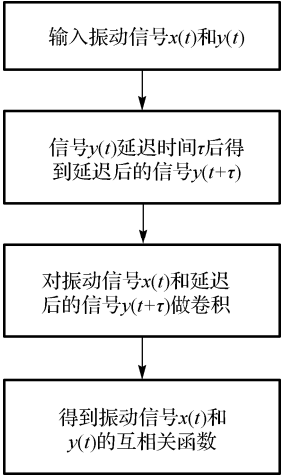 输入振动信号x(t)和y(t)
信号y(t)延迟时间τ后得
到延迟后的信号y(t+τ)
对振动信号x(t)和延迟
后的信号y(t+τ)做卷积
得到振动信号x(t)和
y(t)的互相关函数